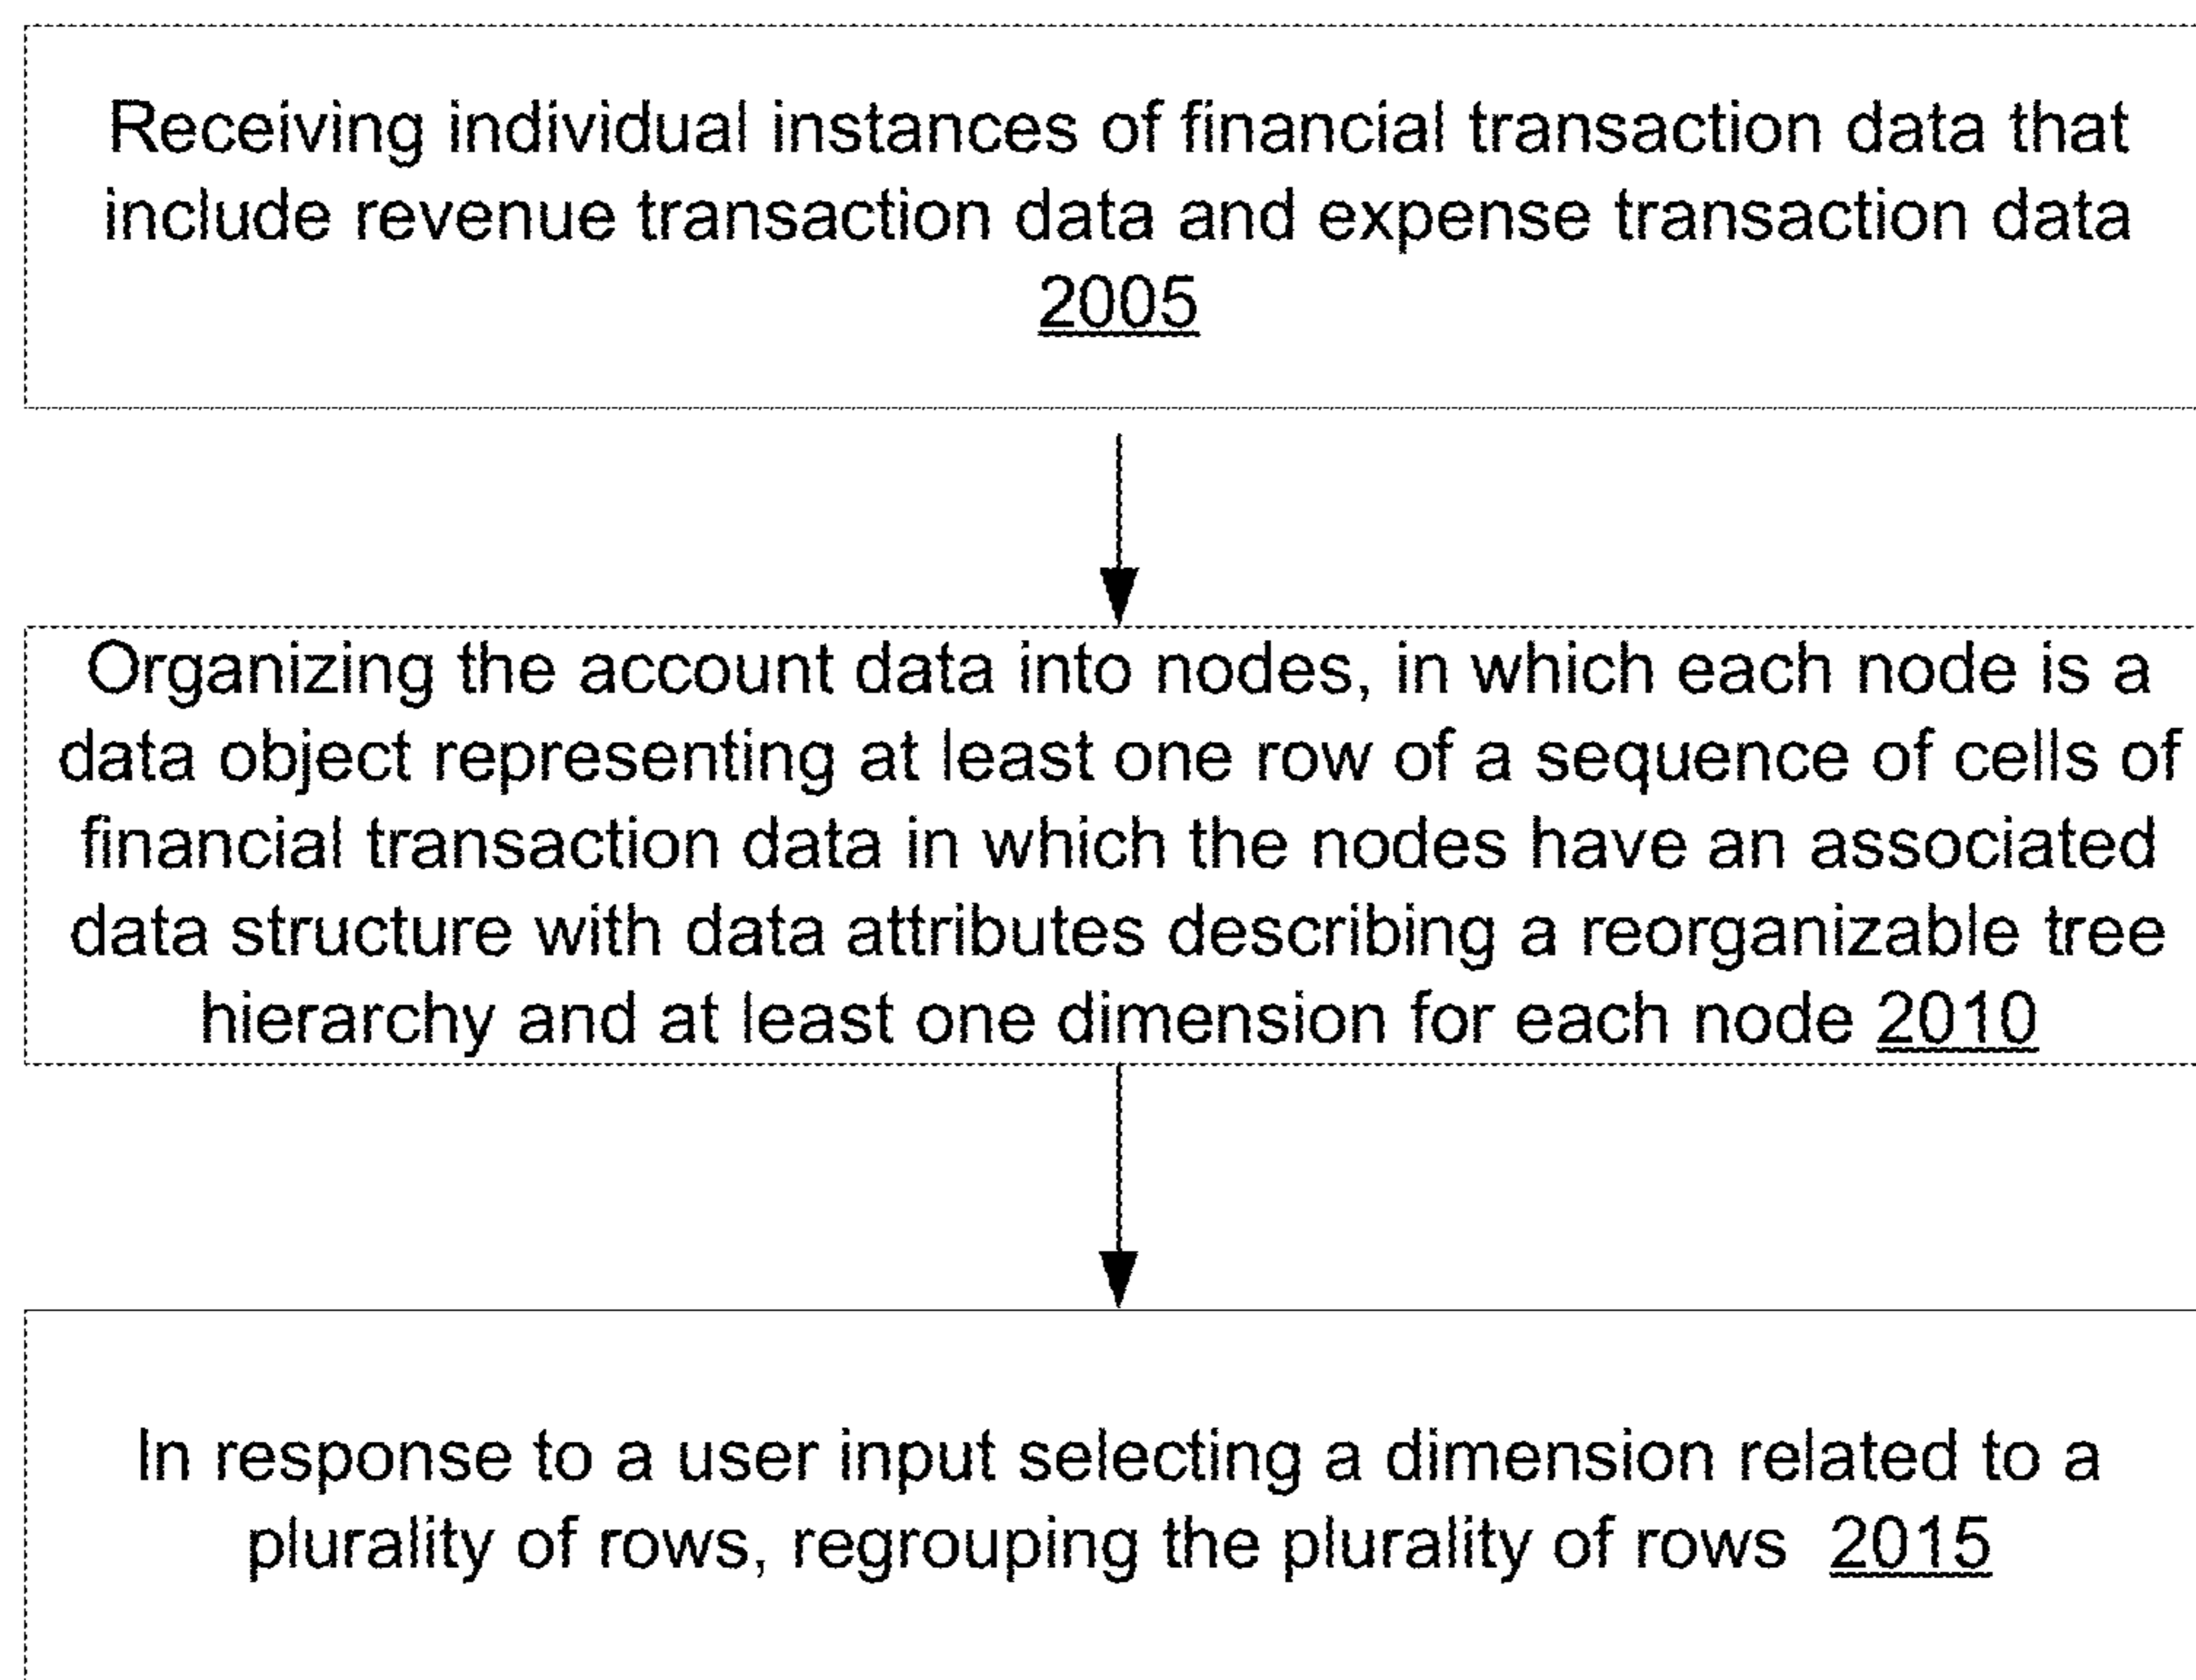 Receiving individual instances of financial transaction data that
include revenue transaction data and expense transaction data
2005
Organizing the account data into nodes, in which each node is a
data object representing at least one row of a sequence of cells of
financial transaction data in which the nodes have an associated
data structure with data attributes describing a reorganizable tree
hierarchy and at least one dimension for each node 2010
In response to a user input selecting a dimension related to a
plurality of rows, regrouping the plurality of rows 2015